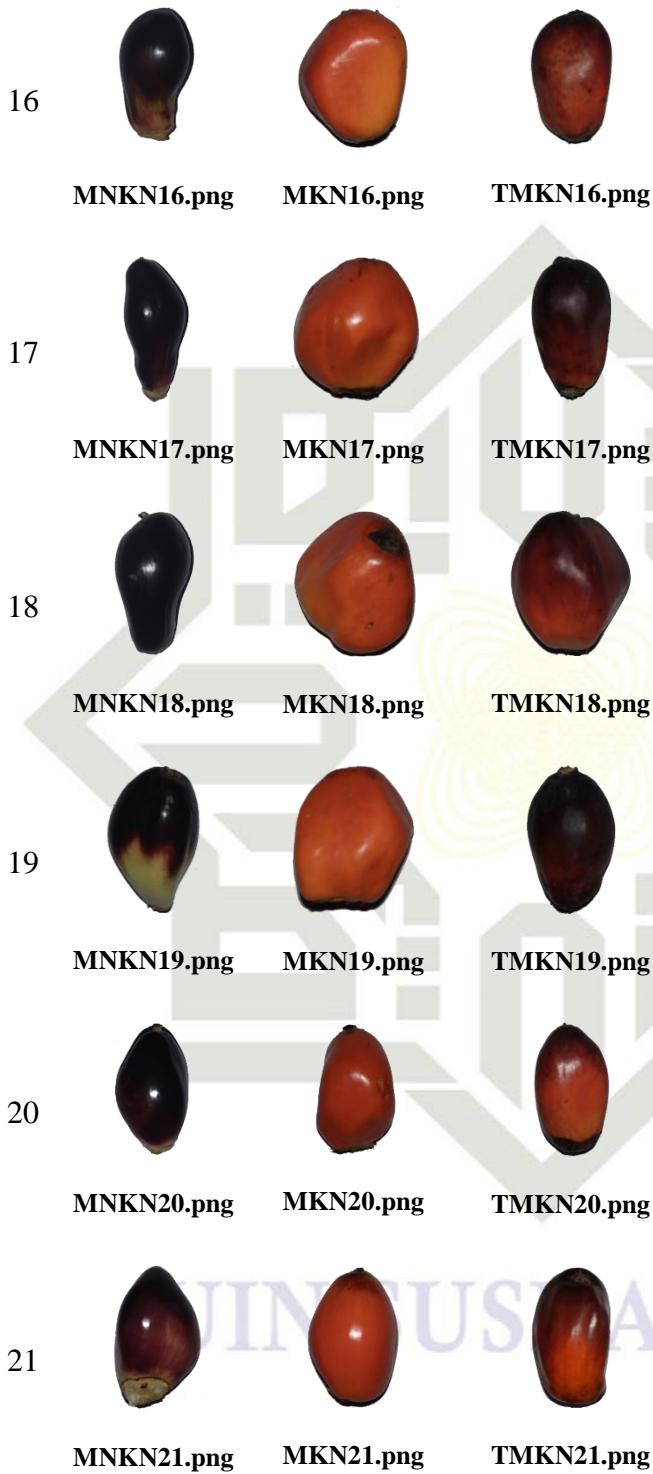 16
MNKN16.png MKN16.png TMKN16.png
17
MNKN17.png MKN17.png TMKN17.png
18
MNKN18.png MKN18.png TMKN18.png
19
MNKN19.png MKN19.png TMKN19.png
20
MNKN20.png MKN20.png TMKN20.png
21
MNKN21.png MKN21.png TMKN21.png